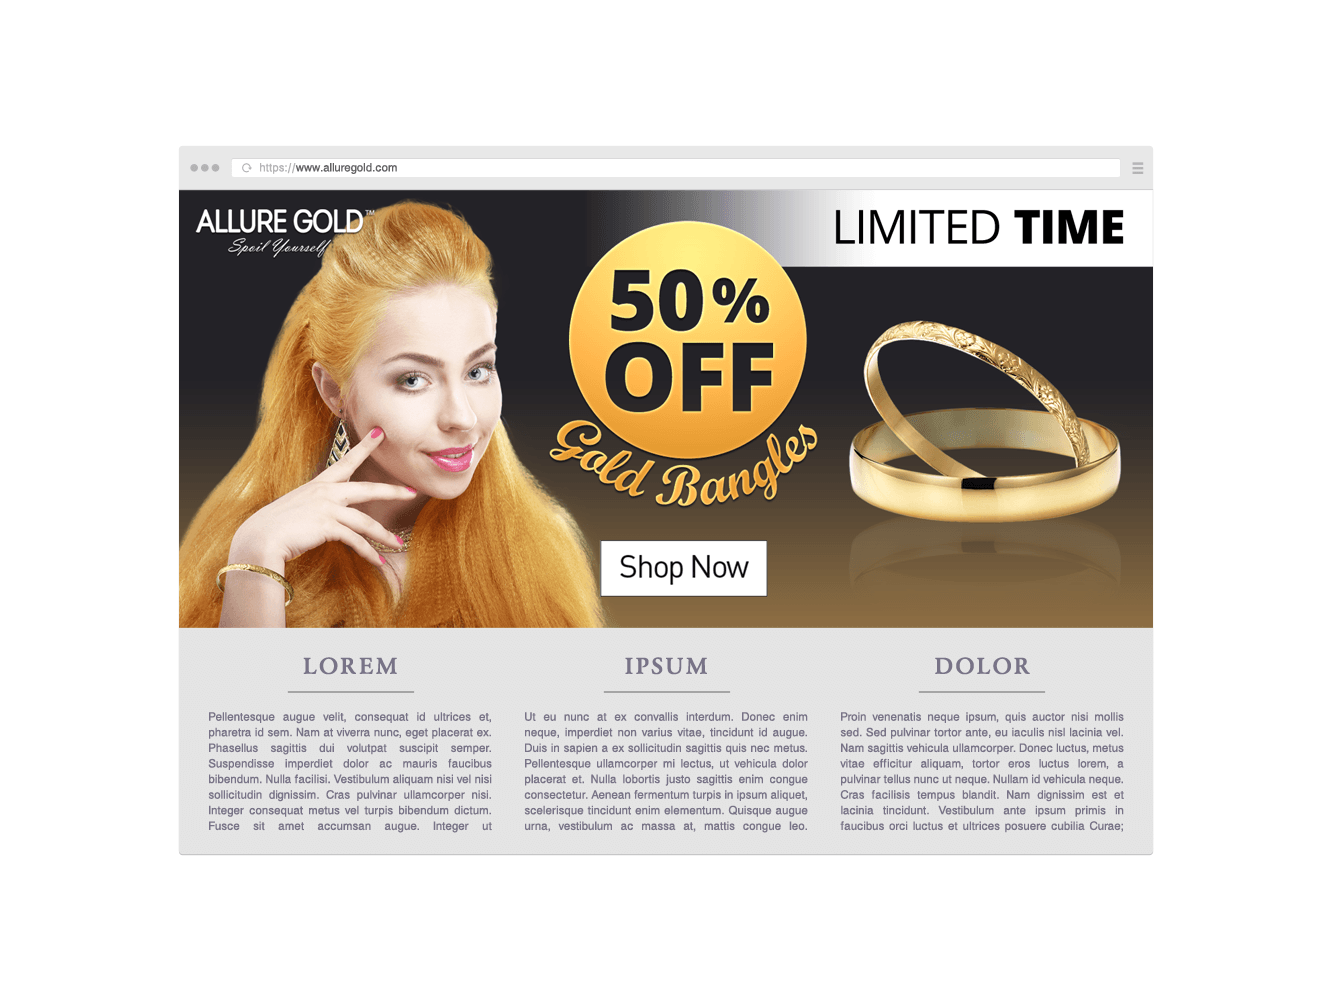 https://www.alluregold.com
ALLURE GOLD™
Spoil Yourself
LIMITED TIME
50%
OFF
Gold Bangles
Shop Now
LOREM
Pellentesque augue velit, consequat id ultrices et,
pharetra id sem. Nam at viverra nunc, eget placerat ex.
Phasellus sagittis dui volutpat suscipit semper.
Suspendisse imperdiet dolor ac mauris faucibus
bibendum. Nulla facilisi. Vestibulum aliquam nisi vel nisi
sollicitudin dignissim. Cras pulvinar ullamcorper nisi.
Integer consequat metus vel turpis bibendum dictum.
Fusce sit amet accumsan augue. Integer ut
IPSUM
Ut eu nunc at ex convallis interdum. Donec enim
neque, imperdiet non varius vitae, tincidunt id augue.
Duis in sapien a ex sollicitudin sagittis quis nec metus.
Pellentesque ullamcorper mi lectus, ut vehicula dolor
placerat et. Nulla lobortis justo sagittis enim congue
consectetur. Aenean fermentum turpis in ipsum aliquet,
scelerisque tincidunt enim elementum. Quisque augue
urna, vestibulum ac massa at, mattis congue leo.
DOLOR
Proin venenatis neque ipsum, quis auctor nisi mollis
sed. Sed pulvinar tortor ante, eu iaculis nisl lacinia vel.
Nam sagittis vehicula ullamcorper. Donec luctus, metus
vitae efficitur aliquam, tortor eros luctus lorem, a
pulvinar tellus nunc ut neque. Nullam id vehicula neque.
Cras facilisis tempus blandit. Nam dignissim est et
lacinia tincidunt. Vestibulum ante ipsum primis in
faucibus orci luctus et ultrices posuere cubilia Curae;